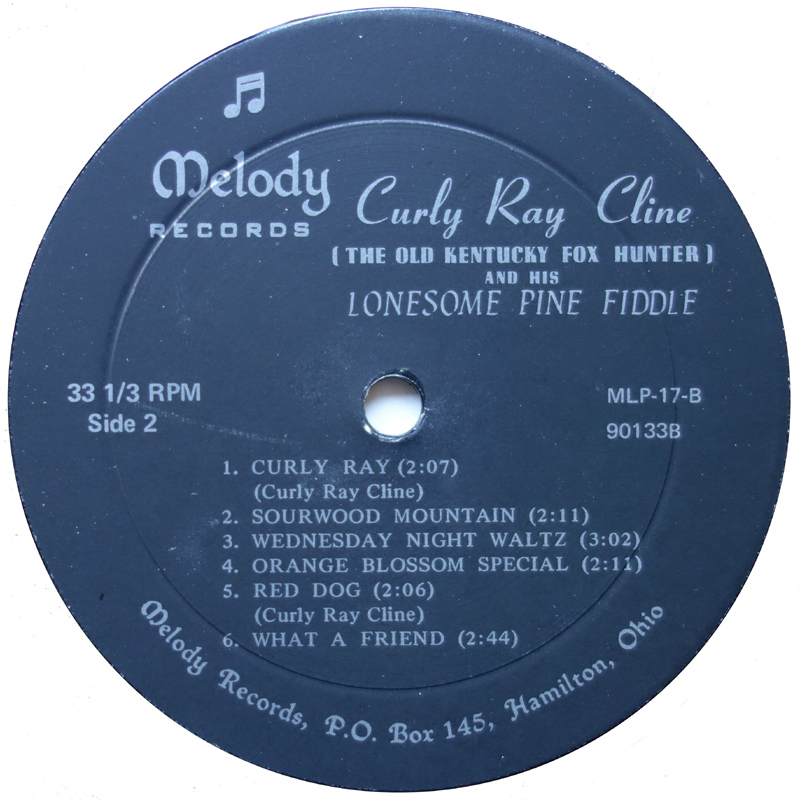 Melody
RECORDS
Curly Ray Cline
(THE OLD KENTUCKY FOX HUNTER)
AND HIS
LONESOME PINE FIDDLE
33 1/3 RPM
Side 2
MLP-17-B
90133B
1. CURLY RAY (2:07)
(Curly Ray Cline)
2. SOURWOOD MOUNTAIN (2:11)
3. WEDNESDAY NIGHT WALTZ (3:02)
4. ORANGE BLOSSOM SPECIAL (2:11)
5. RED DOG (2:06)
(Curly Ray Cline)
6. WHAT A FRIEND (2:44)
Melody Records, P.O. Box 145, Hamilton, Ohio